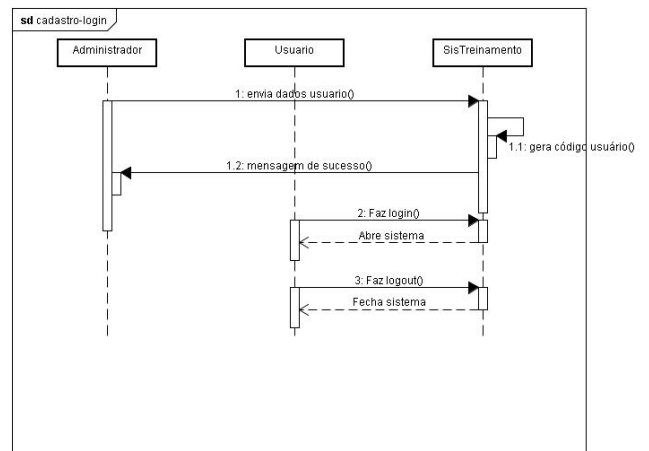 sd cadastro-login
Administrador
Usuario
SisTreinamento
1: envia dados usuario()
1.1: gera código usuário()
1.2: mensagem de sucesso()
2: Faz login()
Abre sistema
3: Faz logout()
Fecha sistema